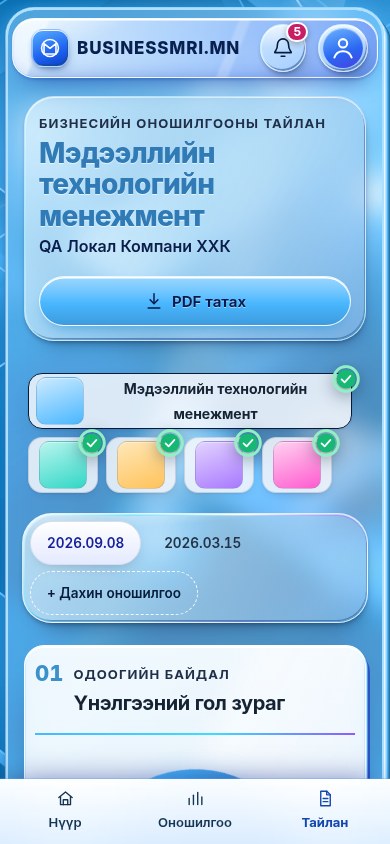 BUSINESSMRI.MN
5
БИЗНЕСИЙН ОНОШИЛГООНЫ ТАЙЛАН
Мэдээллийн
технологийн
менежмент
QA Локал Компани ХХК
PDF татах
Мэдээллийн технологийн
менежмент
2026.09.08
2026.03.15
+ Дахин оношилгоо
01 ОДООГИЙН БАЙДАЛ
Үнэлгээний гол зураг
Нүүр
Оношилгоо
Тайлан